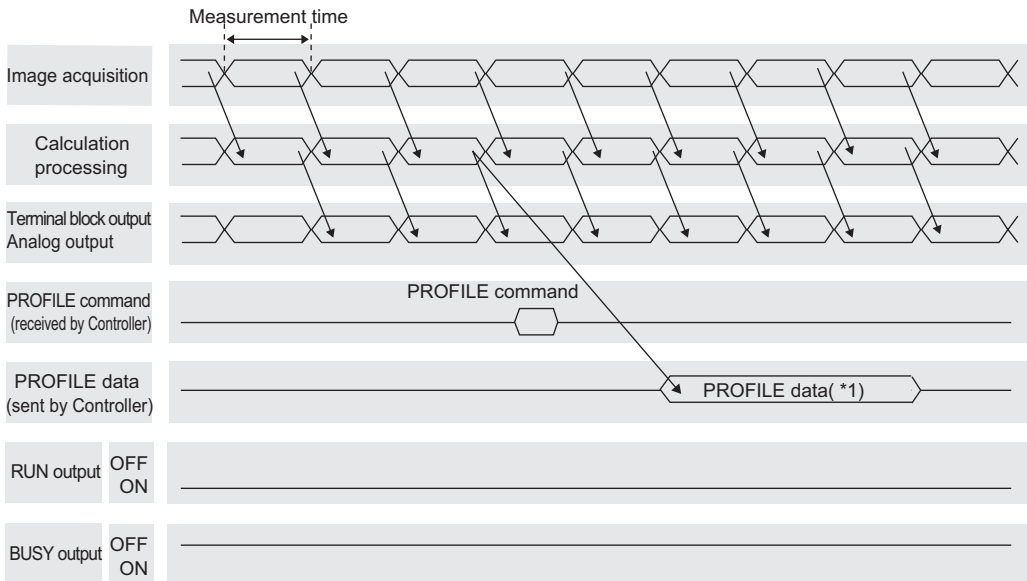 Measurement time
Image acquisition
Calculation
processing
Terminal block output
Analog output
PROFILE command
(received by Controller)
PROFILE command
PROFILE data
(sent by Controller)
PROFILE data( *1)
RUN output
OFF
ON
BUSY output
OFF
ON